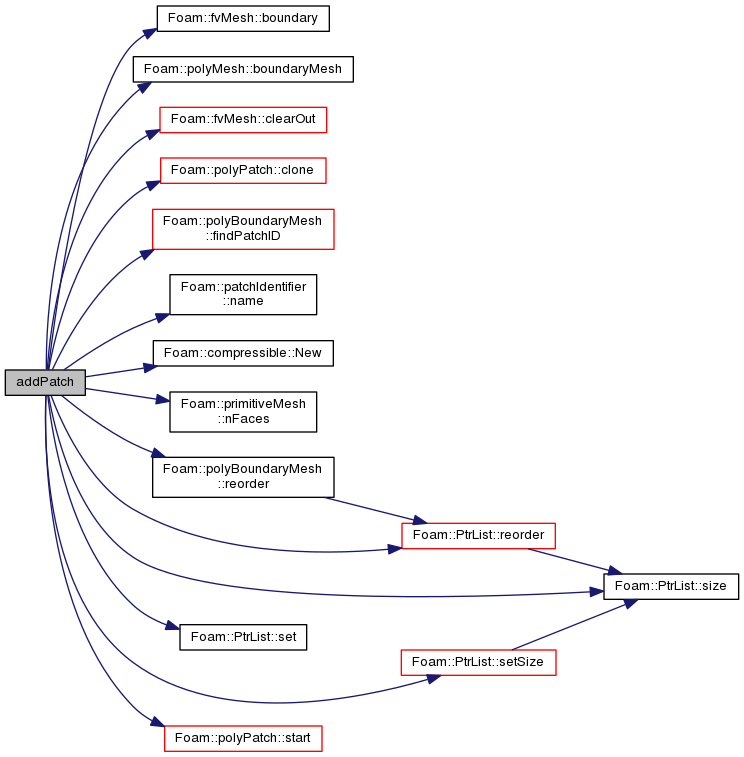 Foam::fvMesh::boundary
Foam::polyMesh::boundaryMesh
Foam::fvMesh::clearOut
Foam::polyPatch::clone
Foam::polyBoundaryMesh
::findPatchID
Foam::patchIdentifier
::name
Foam::compressible::New
addPatch
Foam::primitiveMesh
::nFaces
Foam::polyBoundaryMesh
::reorder
Foam::PtrList::reorder
Foam::PtrList::size
Foam::PtrList::set
Foam::PtrList::setSize
Foam::polyPatch::start